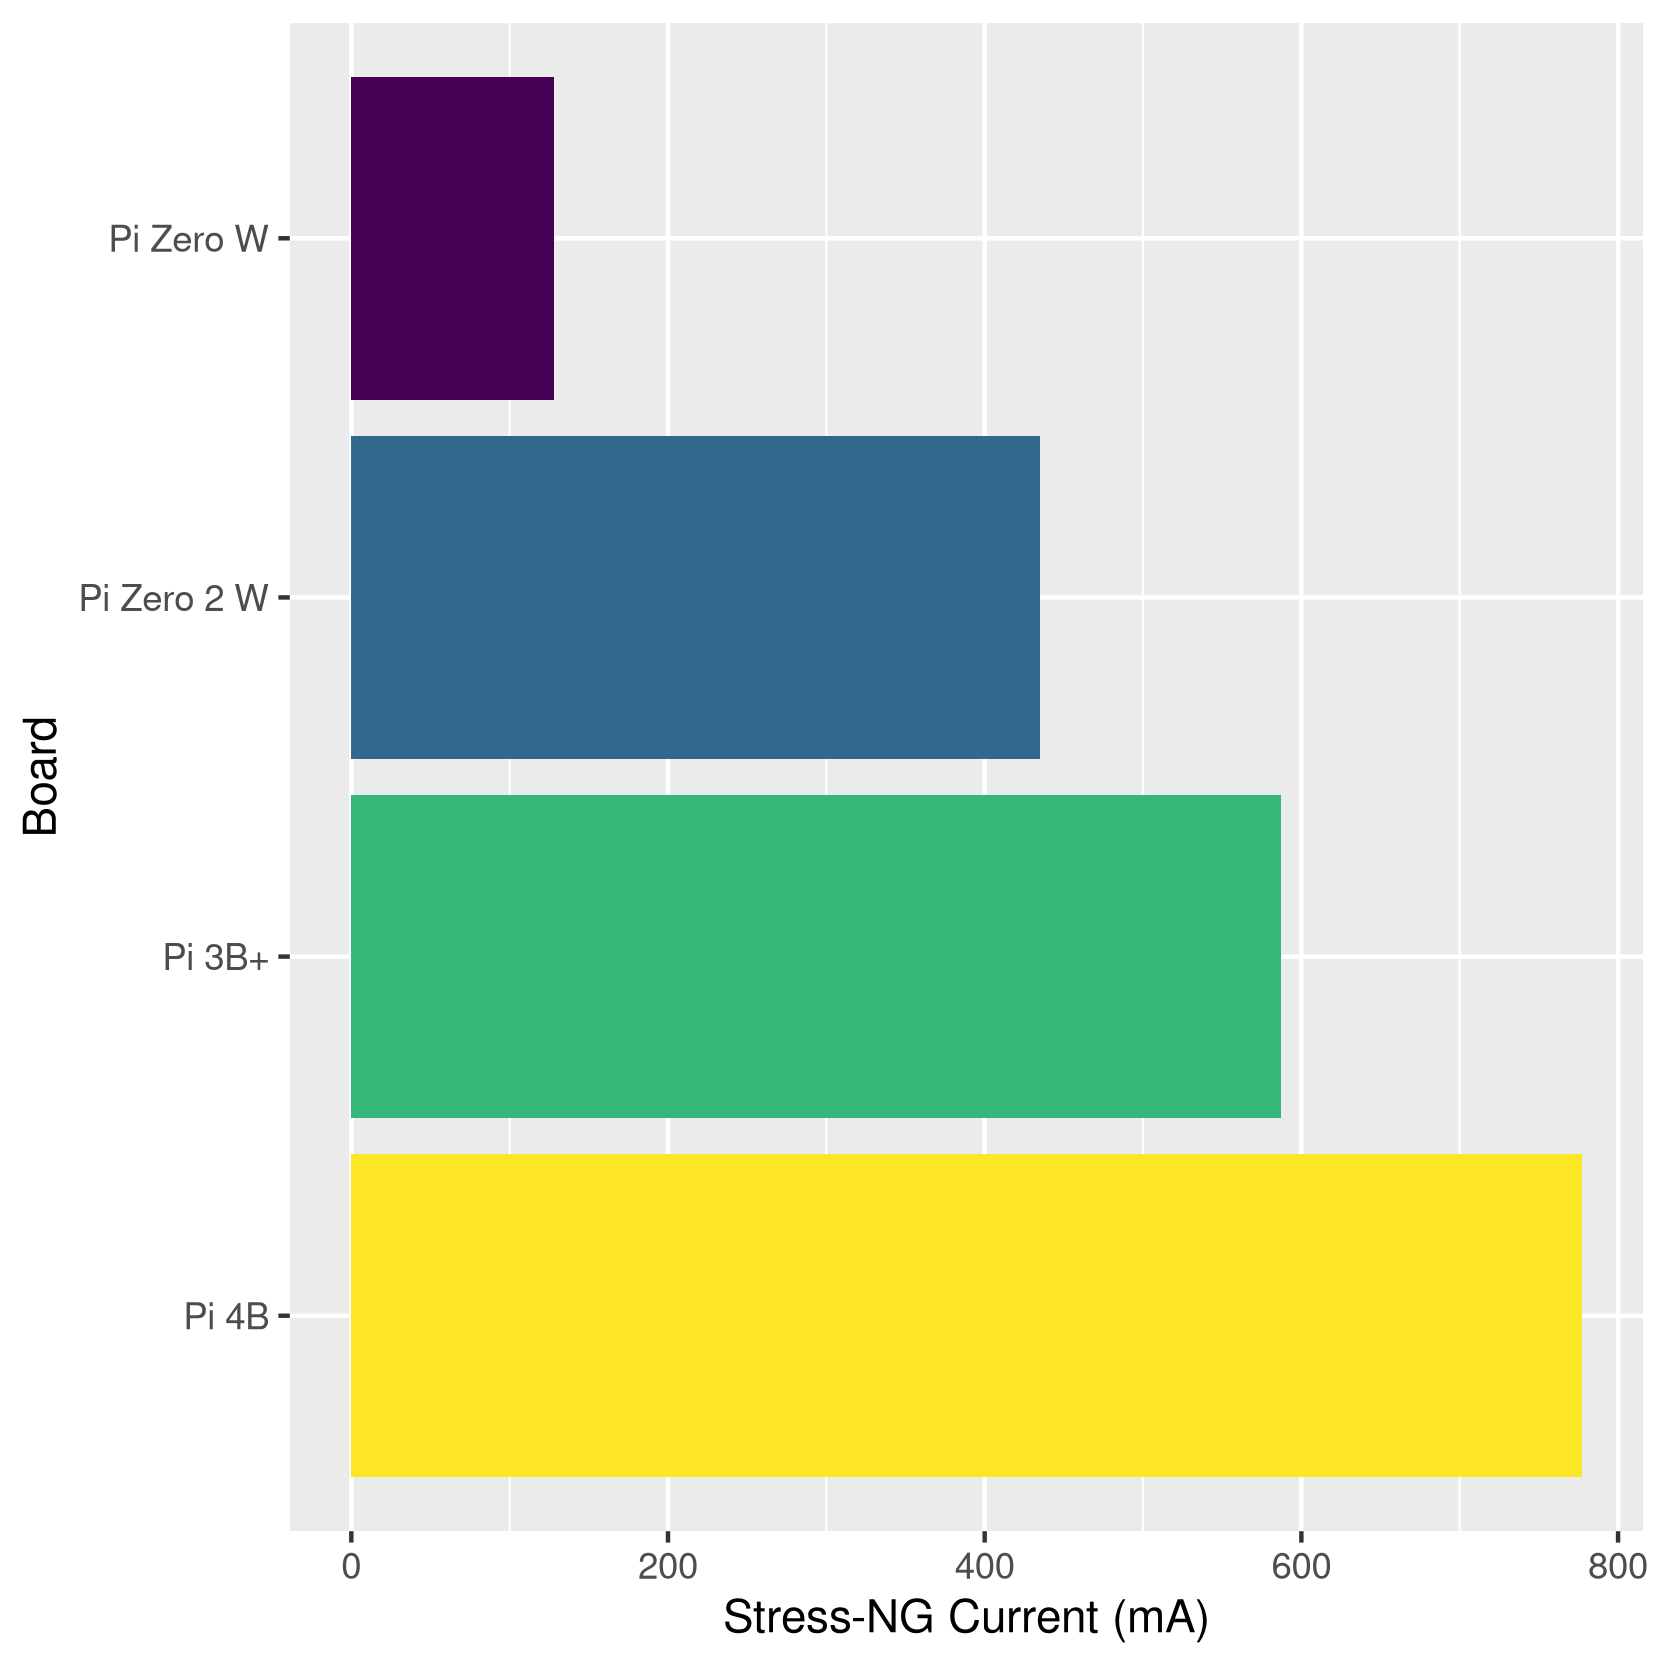 Pi Zero W
Pi Zero 2 W
Pi 3B+
Pi 4B
Board
0 200 400 600 800
Stress-NG Current (mA)